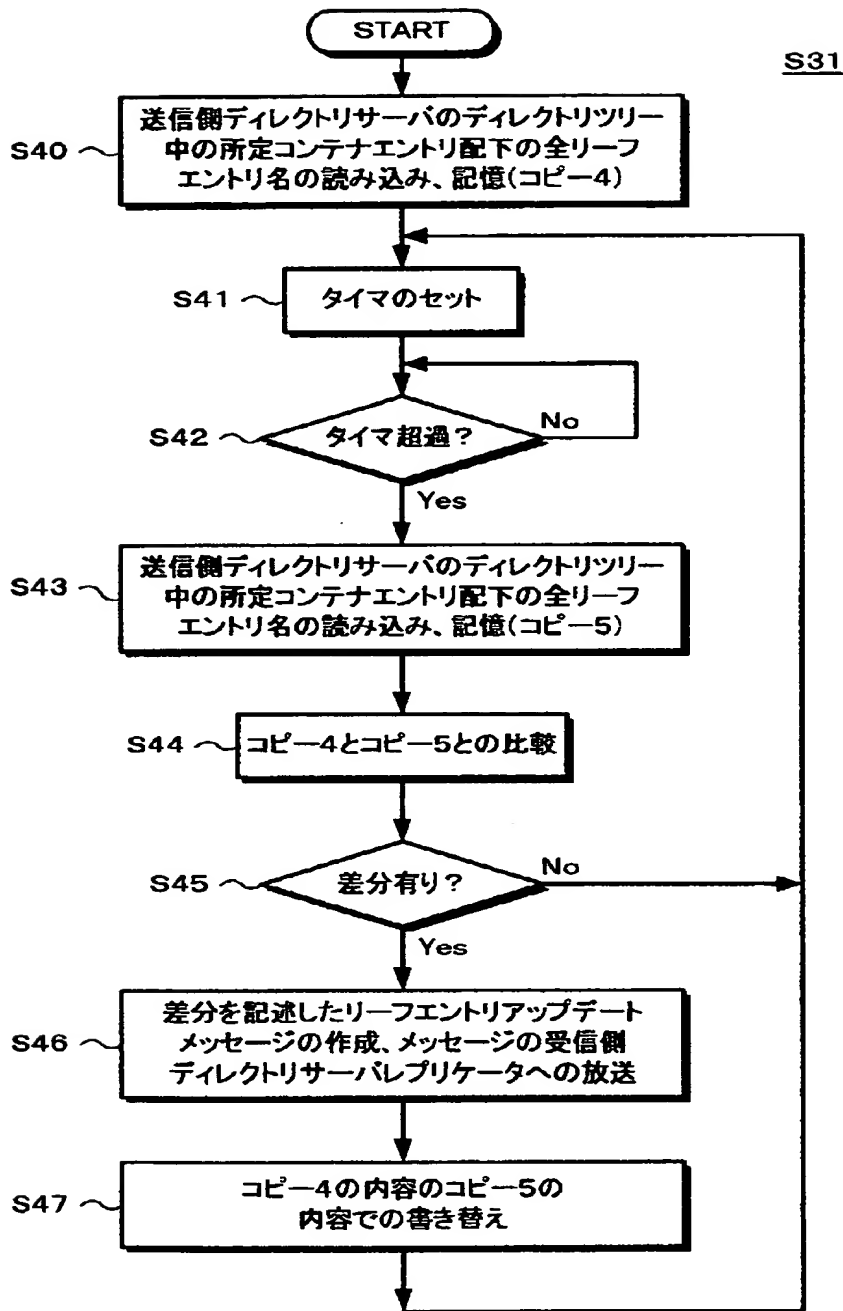 START
S31
S40
送信側ディレクトリサーバのディレクトリツリー
中の所定コンテナエントリ配下の全リーフ
エントリ名の読み込み、記憶(コピー4)
S41
タイマのセット
S42
タイマ超過?
No
Yes
S43
送信側ディレクトリサーバのディレクトリツリー
中の所定コンテナエントリ配下の全リーフ
エントリ名の読み込み、記憶(コピー5)
S44
コピー4とコピー5との比較
S45
差分有り?
No
Yes
S46
差分を記述したリーフエントリアップデート
メッセージの作成、メッセージの受信側
ディレクトリサーバレプリケータへの放送
S47
コピー4の内容のコピー5の
内容での書き替え